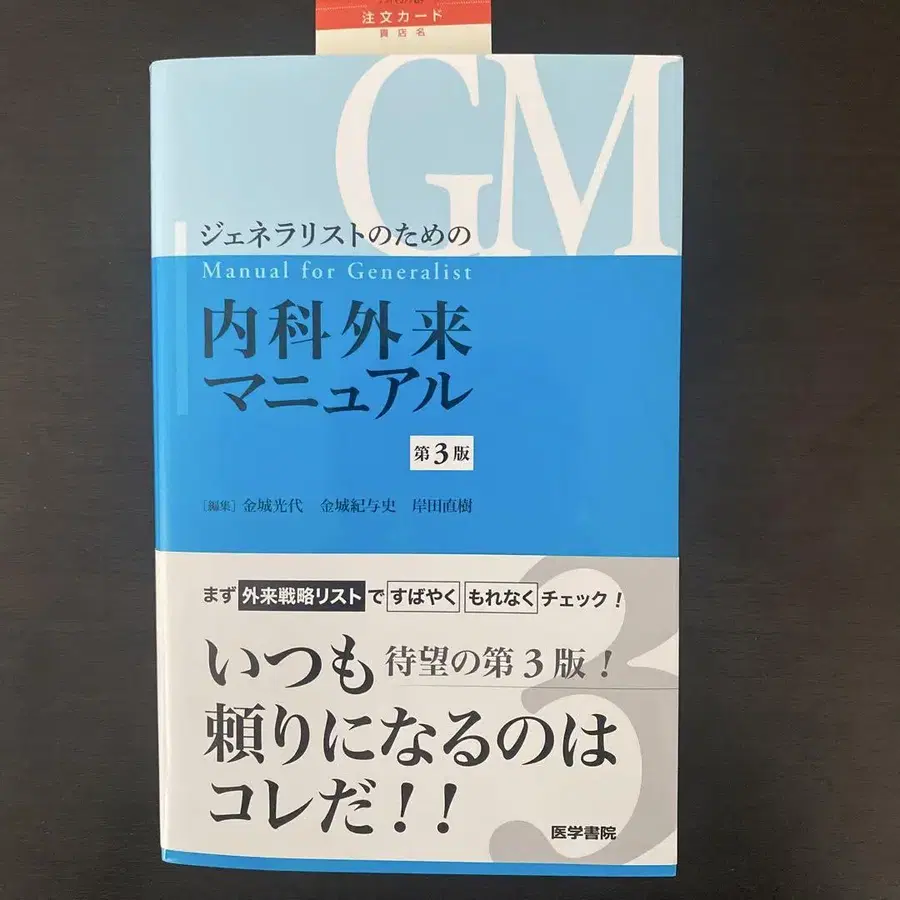 注文カード
貴店名
GM
ジェネラリストのための
Manual for Generalist
内科外来
マニュアル
第3版
[編集] 金城光代 金城紀与史 岸田直樹
3
まず 外来戦略リスト で すばやく もれなく チェック!
いつも 待望の第3版!
頼りになるのは
コレだ!!
医学書院